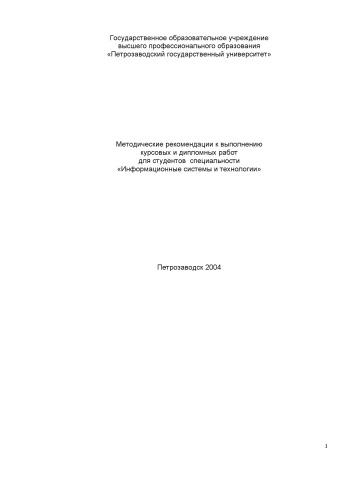 Государственное образовательное учреждение
высшего профессионального образования
«Петрозаводский государственный университет»
Методические рекомендации к выполнению
курсовых и дипломных работ
для студентов специальности
«Информационные системы и технологии»
Петрозаводск 2004
1